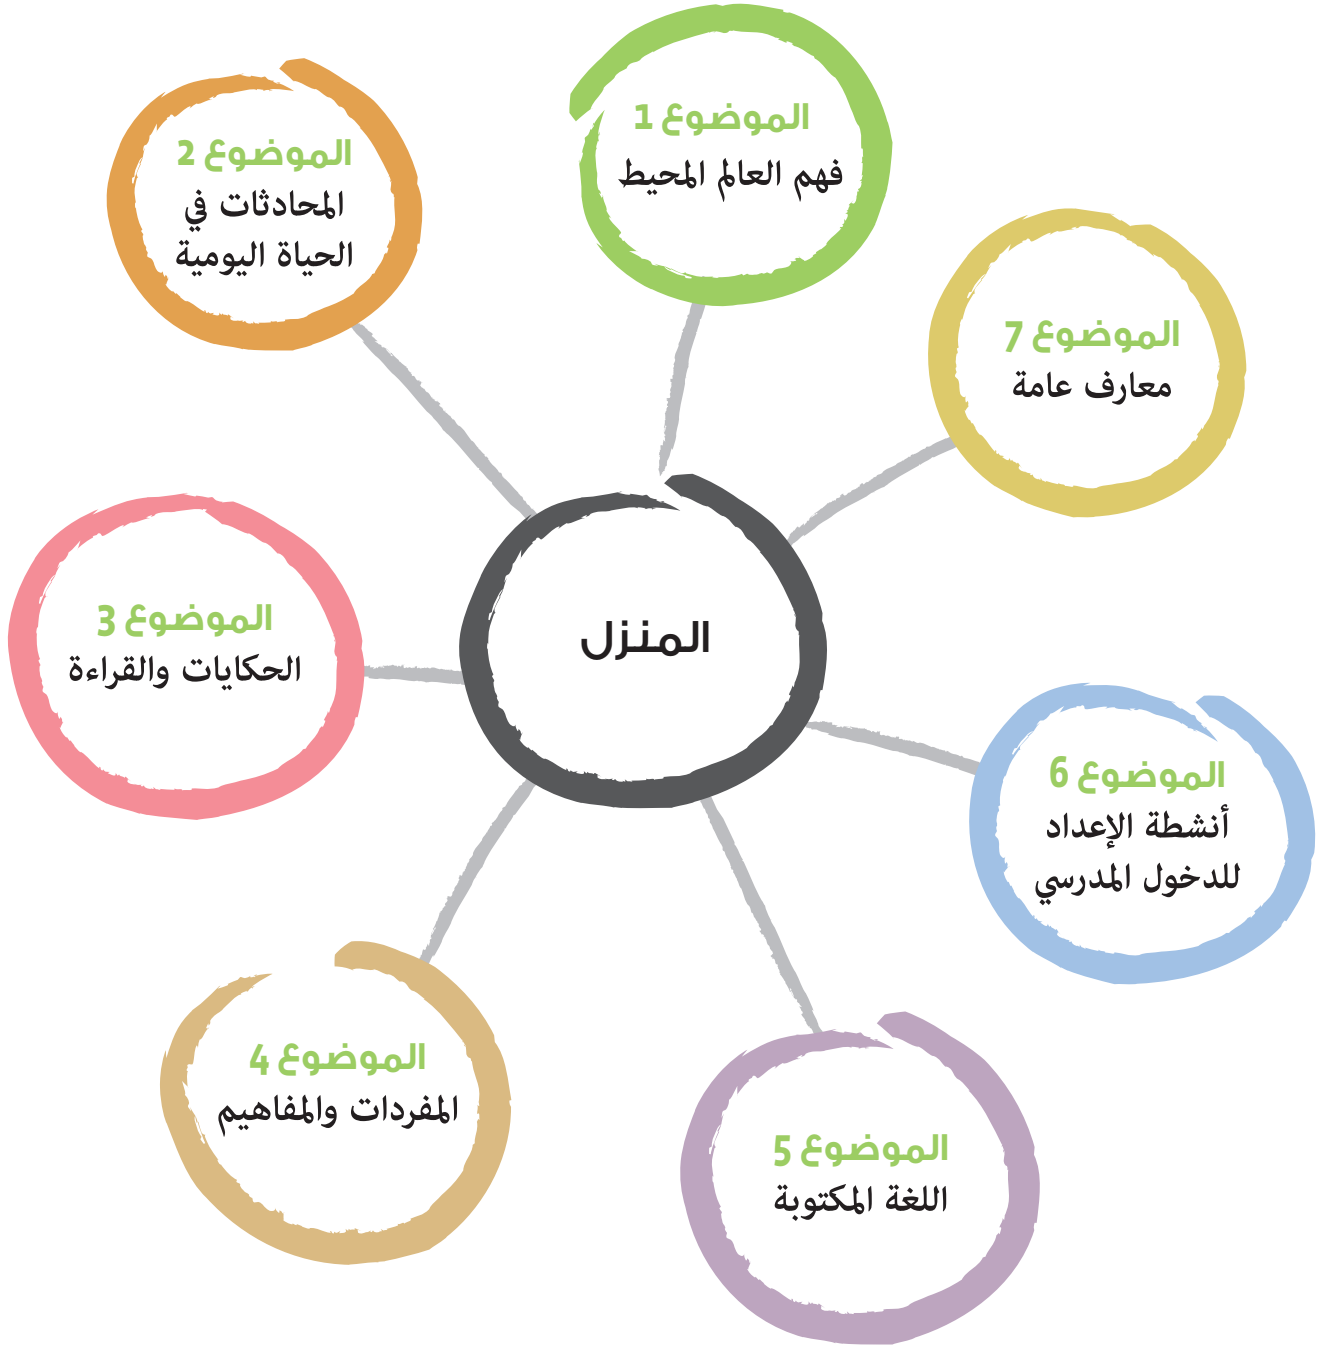 الموضوع 1
فهم العالم المحيط
الموضوع 2
المحادثات في
الحياة اليومية
الموضوع 3
الحكايات والقراءة
الموضوع 4
المفردات والمفاهيم
الموضوع 5
اللغة المكتوبة
الموضوع 6
أنشطة الإعداد
للدخول المدرسي
الموضوع 7
معارف عامة
المنزل